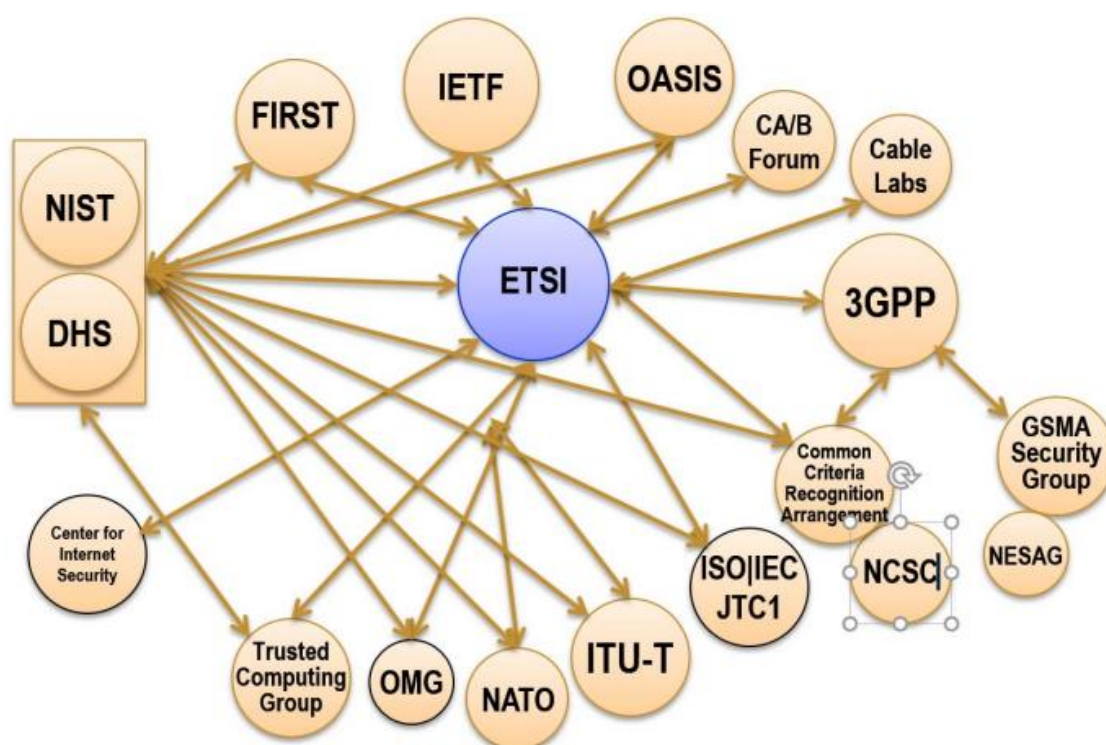 FIRST
IETF
OASIS
CA/B
Forum
Cable
Labs
NIST
DHS
ETSI
3GPP
GSMA
Security
Group
Common
Criteria
Recognition
Arrangement
NCSC
NESAG
Center for
Internet
Security
ISO|IEC
JTC1
Trusted
Computing
Group
OMG
NATO
ITU-T